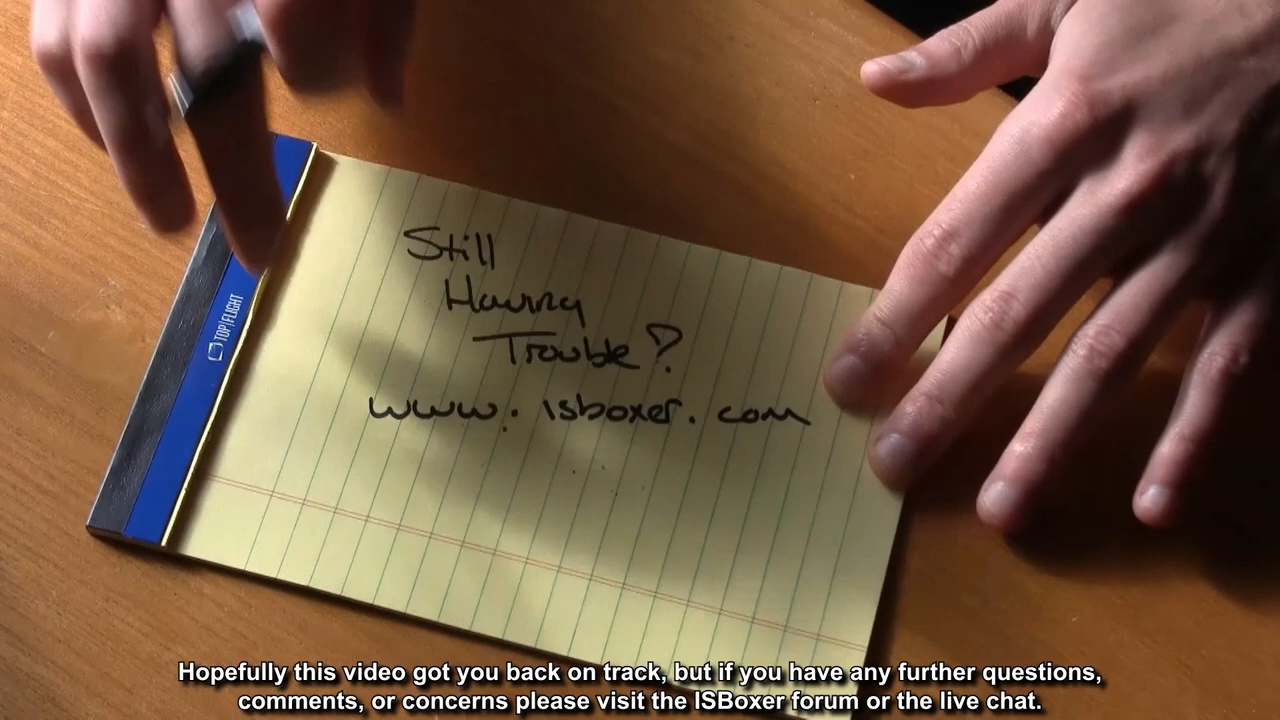 TOP FLIGHT
Still
Having
Trouble?
www.isboxer.com
Hopefully this video got you back on track, but if you have any further questions,
comments, or concerns please visit the ISBoxer forum or the live chat.